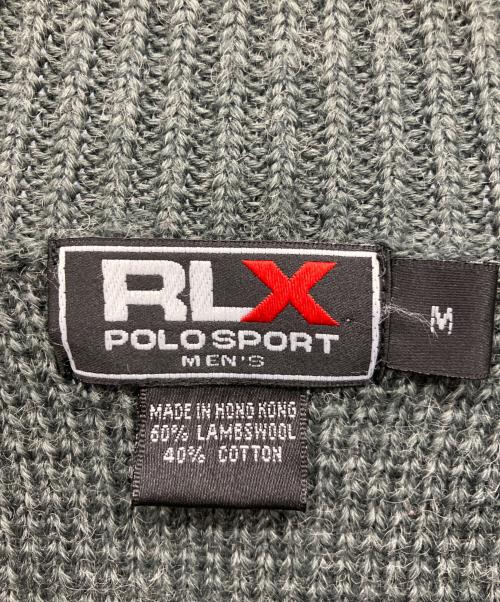 RLX
POLO SPORT
MEN'S
M
MADE IN HONG KONG
60% LAMBSWOOL
40% COTTON